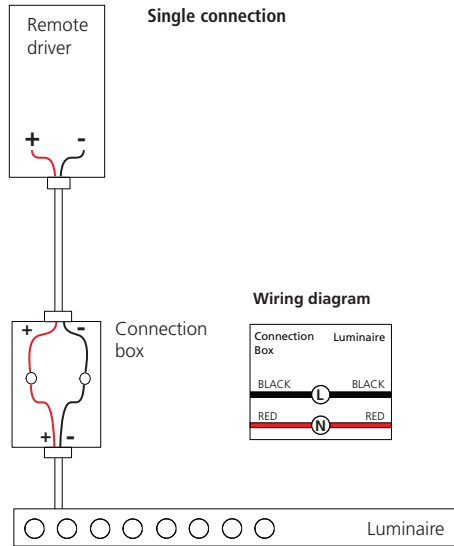 Single connection
Remote
driver
+ -
+ -
Connection
box
+ -
Wiring diagram
Connection Luminaire
Box
BLACK L BLACK
RED N RED
Luminaire